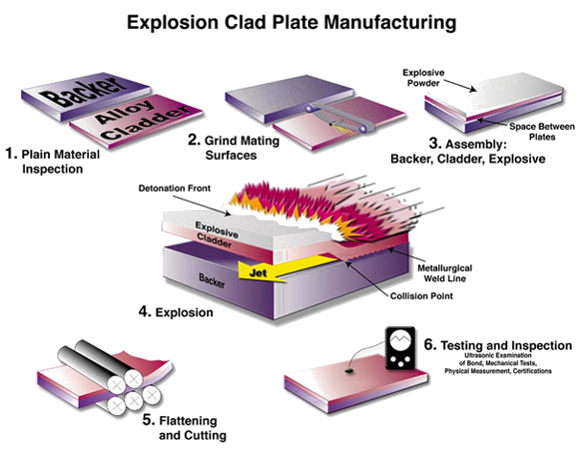 Explosion Clad Plate Manufacturing
Backer
Alloy
Cladder
1. Plain Material
Inspection
2. Grind Mating
Surfaces
Explosive
Powder
Space Between
Plates
3. Assembly:
Backer, Cladder, Explosive
Detonation Front
Explosive
Cladder
Jet
Backer
Metallurgical
Weld Line
Collision Point
4. Explosion
5. Flattening
and Cutting
6. Testing and Inspection
Ultrasonic Examination
of Bond, Mechanical Tests,
Physical Measurement, Certifications